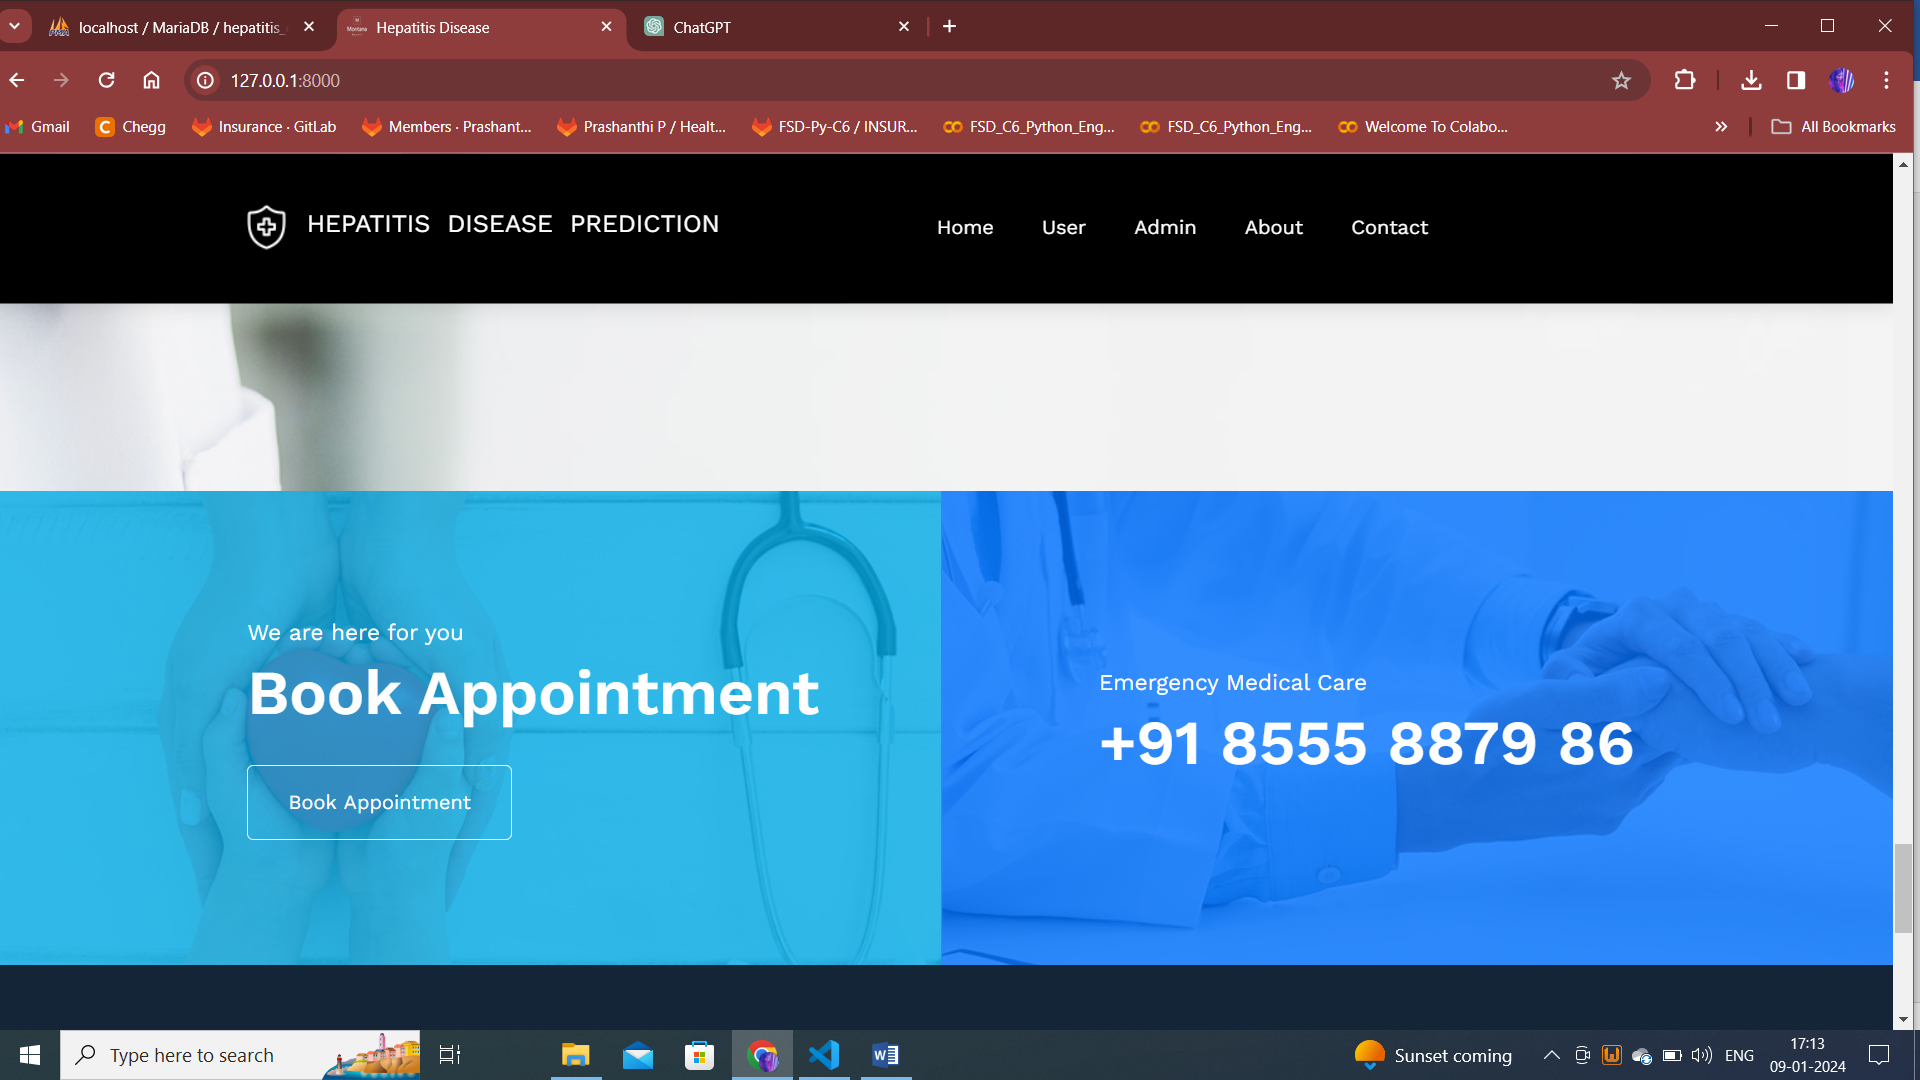 localhost / MariaDB / hepatitis_
Hepatitis Disease
ChatGPT
127.0.0.1:8000
Gmail
Chegg
Insurance · GitLab
Members · Prashant...
Prashanthi P / Healt...
FSD-Py-C6 / INSUR...
FSD_C6_Python_Eng...
FSD_C6_Python_Eng...
Welcome To Colabo...
All Bookmarks
HEPATITIS DISEASE PREDICTION
Home
User
Admin
About
Contact
We are here for you
Book Appointment
Book Appointment
Emergency Medical Care
+91 8555 8879 86
Type here to search
Sunset coming
ENG
17:13
09-01-2024